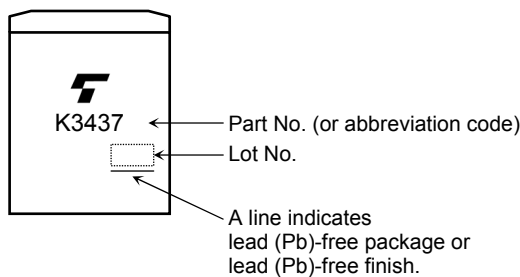 K3437
Part No. (or abbreviation code)
Lot No.
A line indicates
lead (Pb)-free package or
lead (Pb)-free finish.